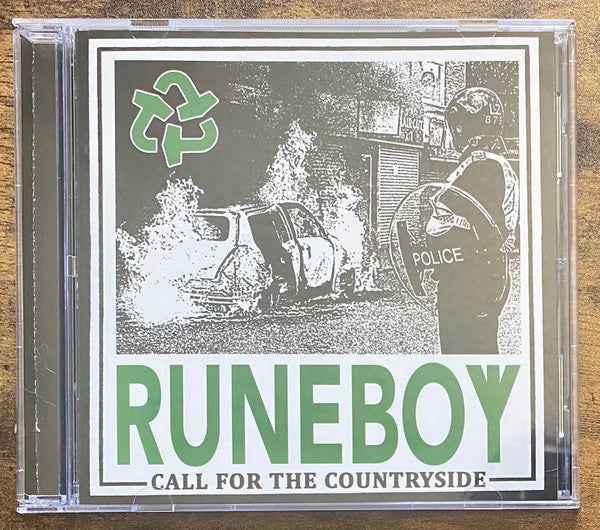 POLICE
RUNEBOY
CALL FOR THE COUNTRYSIDE